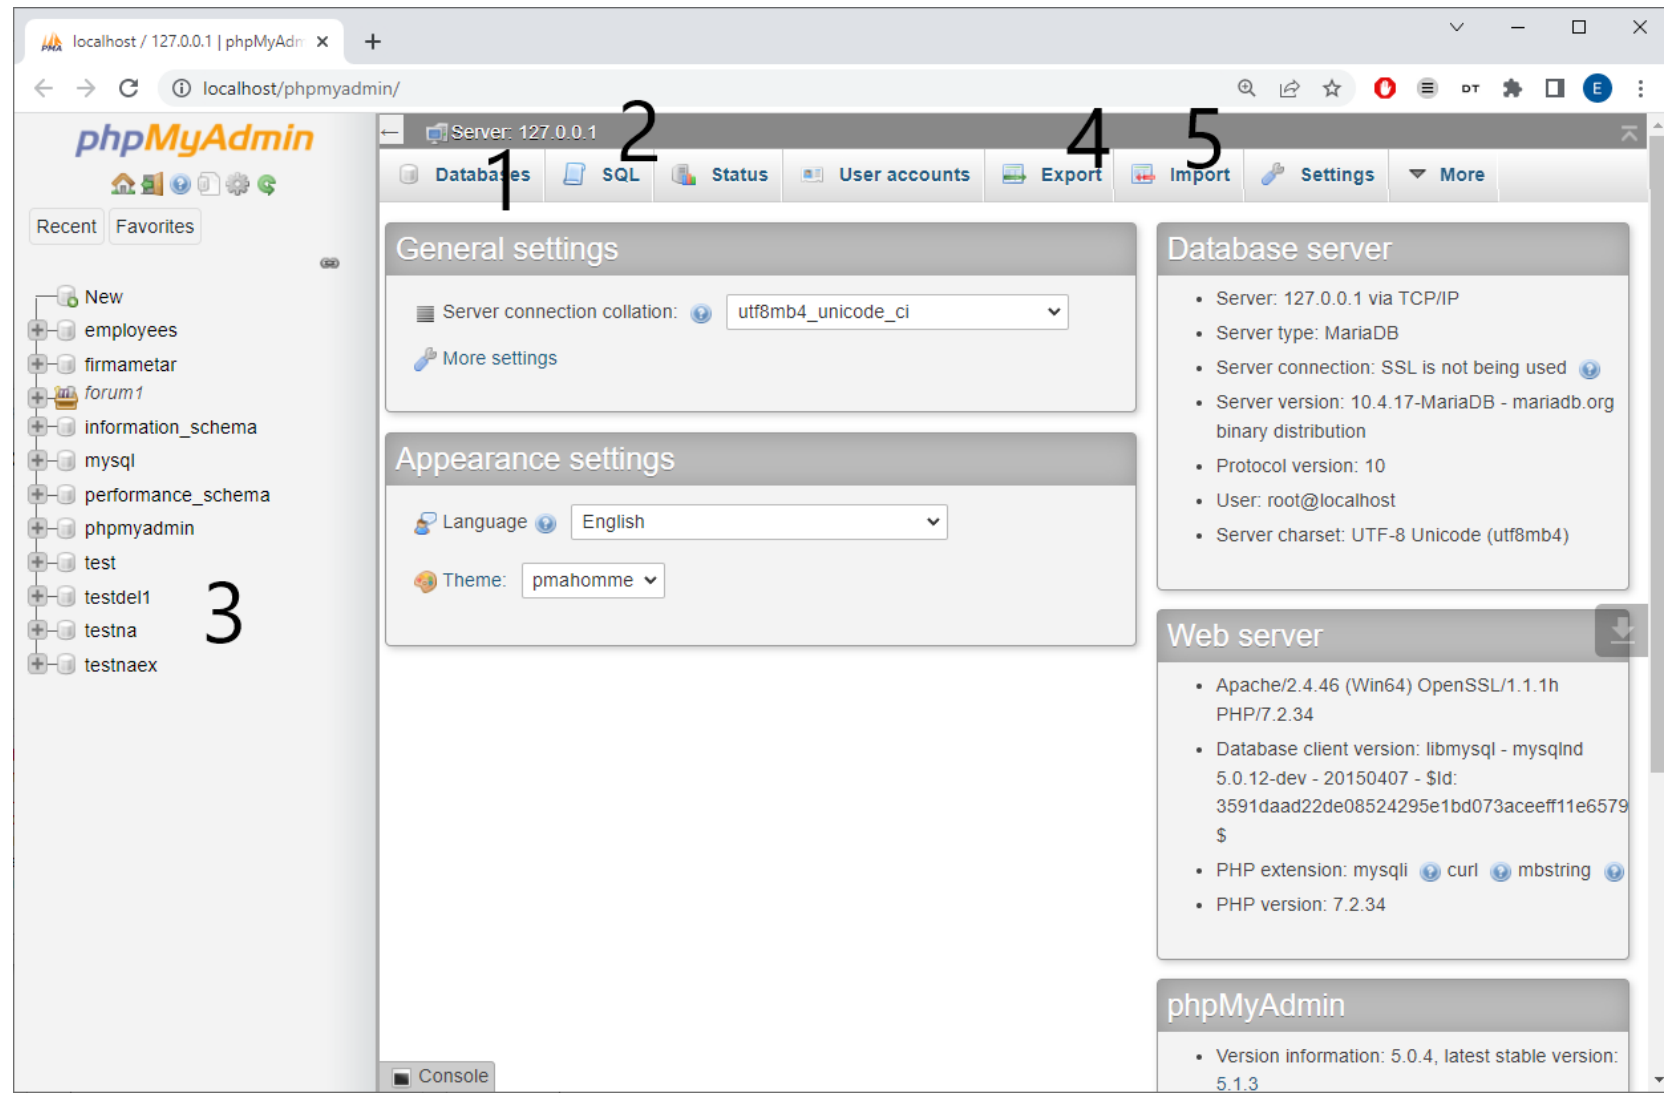 localhost / 127.0.0.1 | phpMyAdm
localhost/phpmyadmin/
DT
E
phpMyAdmin
Recent
Favorites
New
employees
firmametar
forum1
information_schema
mysql
performance_schema
phpmyadmin
test
testdel1
testna
testnaex
3
Server: 127.0.0.1
1
2
4
5
Databases
SQL
Status
User accounts
Export
Import
Settings
More
General settings
Server connection collation:
utf8mb4_unicode_ci
More settings
Appearance settings
Language
English
Theme:
pmahomme
Console
Database server
Server: 127.0.0.1 via TCP/IP
Server type: MariaDB
Server connection: SSL is not being used
Server version: 10.4.17-MariaDB - mariadb.org
binary distribution
Protocol version: 10
User: root@localhost
Server charset: UTF-8 Unicode (utf8mb4)
Web server
Apache/2.4.46 (Win64) OpenSSL/1.1.1h
PHP/7.2.34
Database client version: libmysql - mysqlnd
5.0.12-dev - 20150407 - $Id:
3591daad22de08524295e1bd073aceeff11e6579
$
PHP extension: mysqli curl mbstring
PHP version: 7.2.34
phpMyAdmin
Version information: 5.0.4, latest stable version:
5.1.3